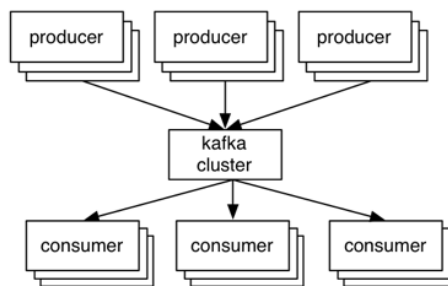 producer
producer
producer
kafka
cluster
consumer
consumer
consumer